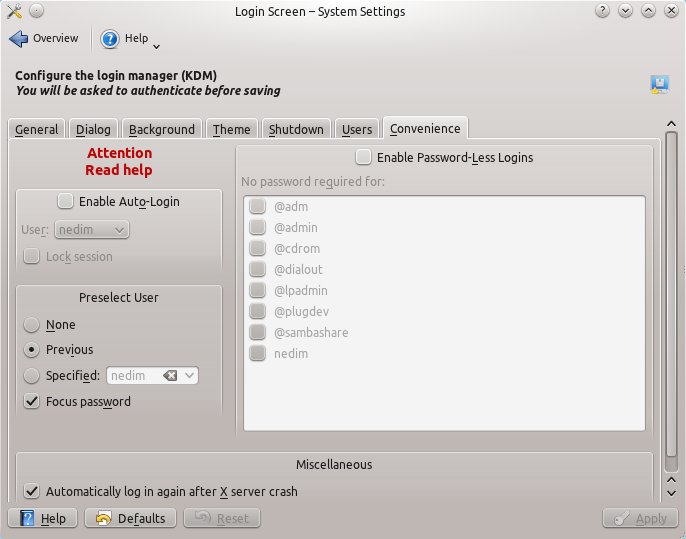 Login Screen – System Settings
Overview
Help
Configure the login manager (KDM)
You will be asked to authenticate before saving
General
Dialog
Background
Theme
Shutdown
Users
Convenience
Attention
Read help
Enable Auto-Login
User: nedim
Lock session
Preselect User
None
Previous
Specified: nedim
Focus password
Enable Password-Less Logins
No password required for:
@adm
@admin
@cdrom
@dialout
@lpadmin
@plugdev
@sambashare
nedim
Miscellaneous
Automatically log in again after X server crash
Help
Defaults
Reset
Apply